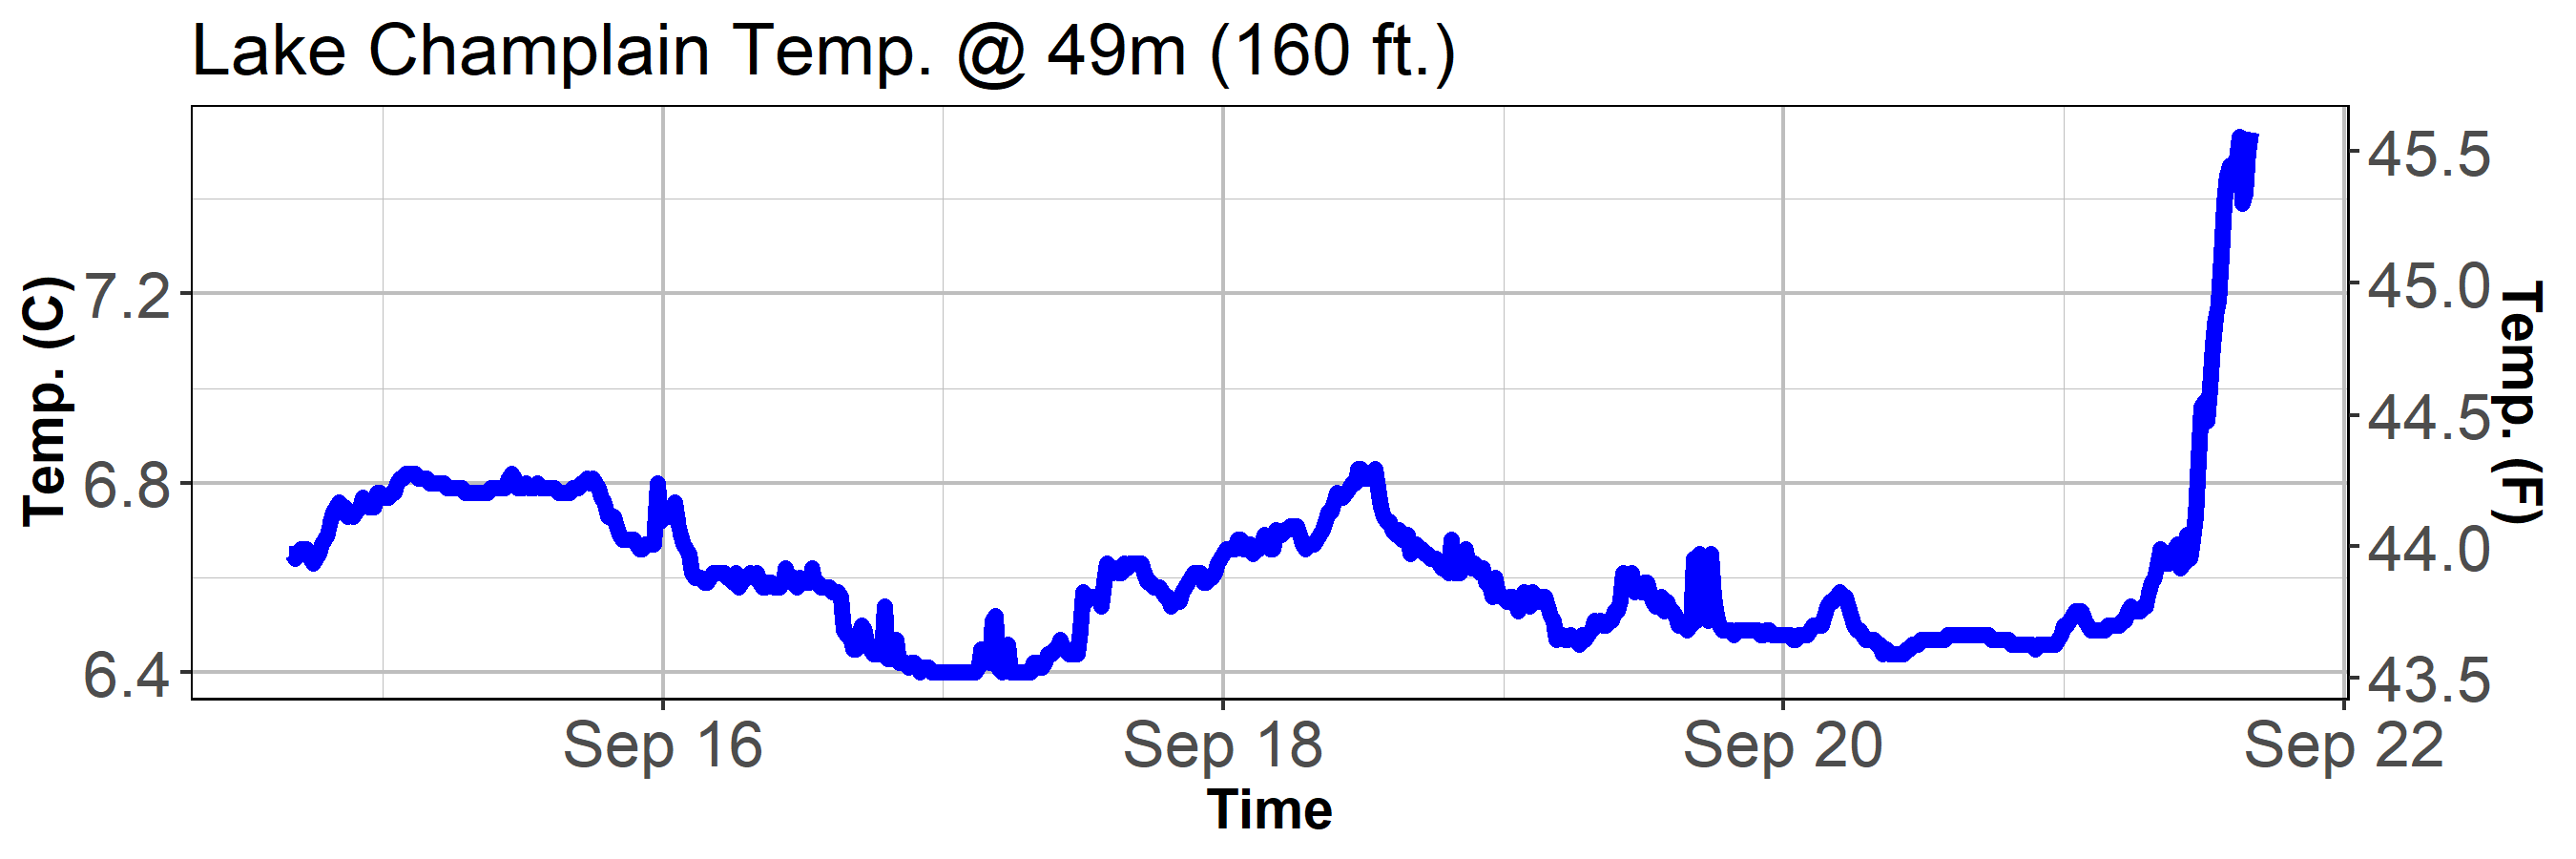 Lake Champlain Temp. @ 49m (160 ft.)
Temp. (C)
7.2
6.8
6.4
45.5
45.0
44.5
44.0
43.5
Temp. (F)
Sep 16
Sep 18
Sep 20
Sep 22
Time